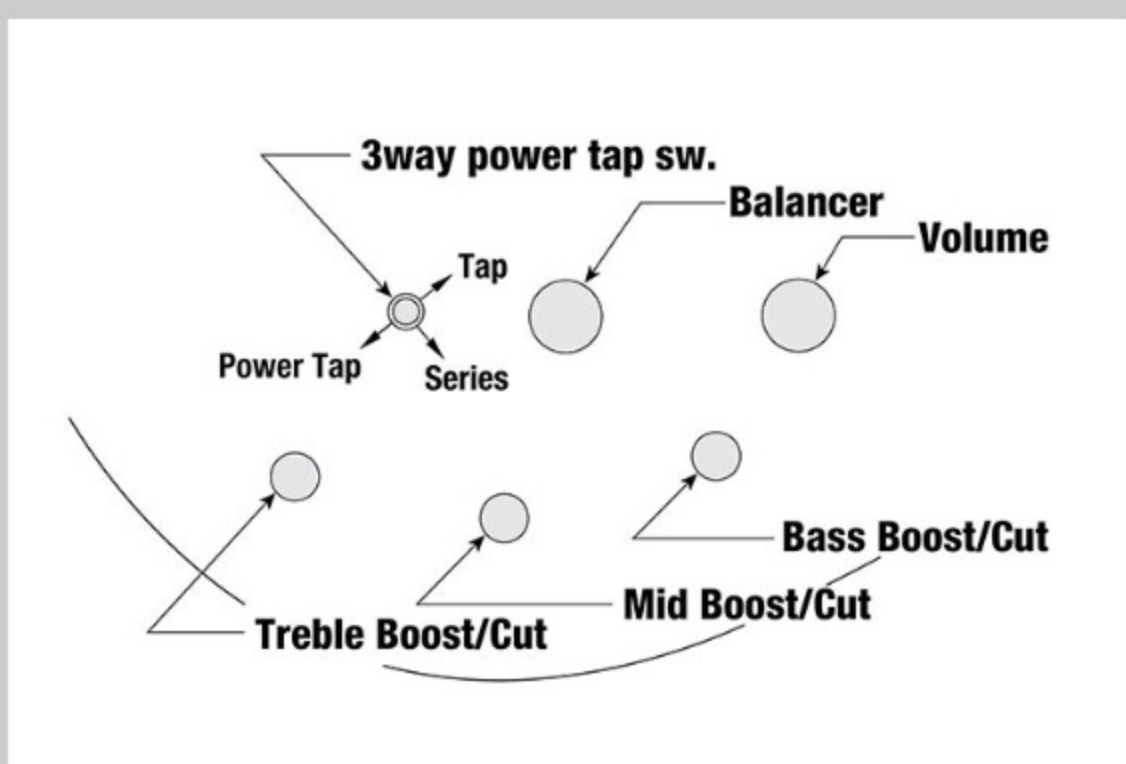 3way power tap sw.
Balancer
Volume
Tap
Power Tap
Series
Bass Boost/Cut
Mid Boost/Cut
Treble Boost/Cut